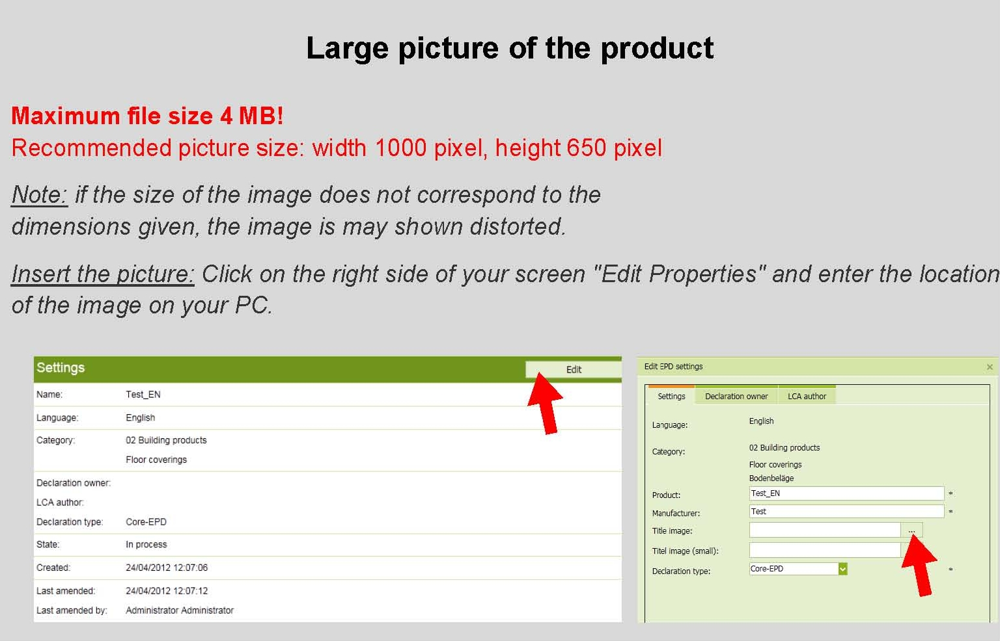 Large picture of the product
Maximum file size 4 MB!
Recommended picture size: width 1000 pixel, height 650 pixel
Note: if the size of the image does not correspond to the
dimensions given, the image is may shown distorted.
Insert the picture: Click on the right side of your screen "Edit Properties" and enter the location
of the image on your PC.
Settings Edit
Name: Test_EN
Language: English
Category: 02 Building products
Floor coverings
Declaration owner:
LCA author:
Declaration type: Core-EPD
State: In process
Created: 24/04/2012 12:07:06
Last amended: 24/04/2012 12:07:12
Last amended by: Administrator Administrator
Edit EPD settings ×
Settings Declaration owner LCA author
Language: English
Category: 02 Building products
Floor coverings
Bodenbeläge
Product: Test_EN *
Manufacturer: Test *
Title image: ...
Titel image (small):
Declaration type: Core-EPD *